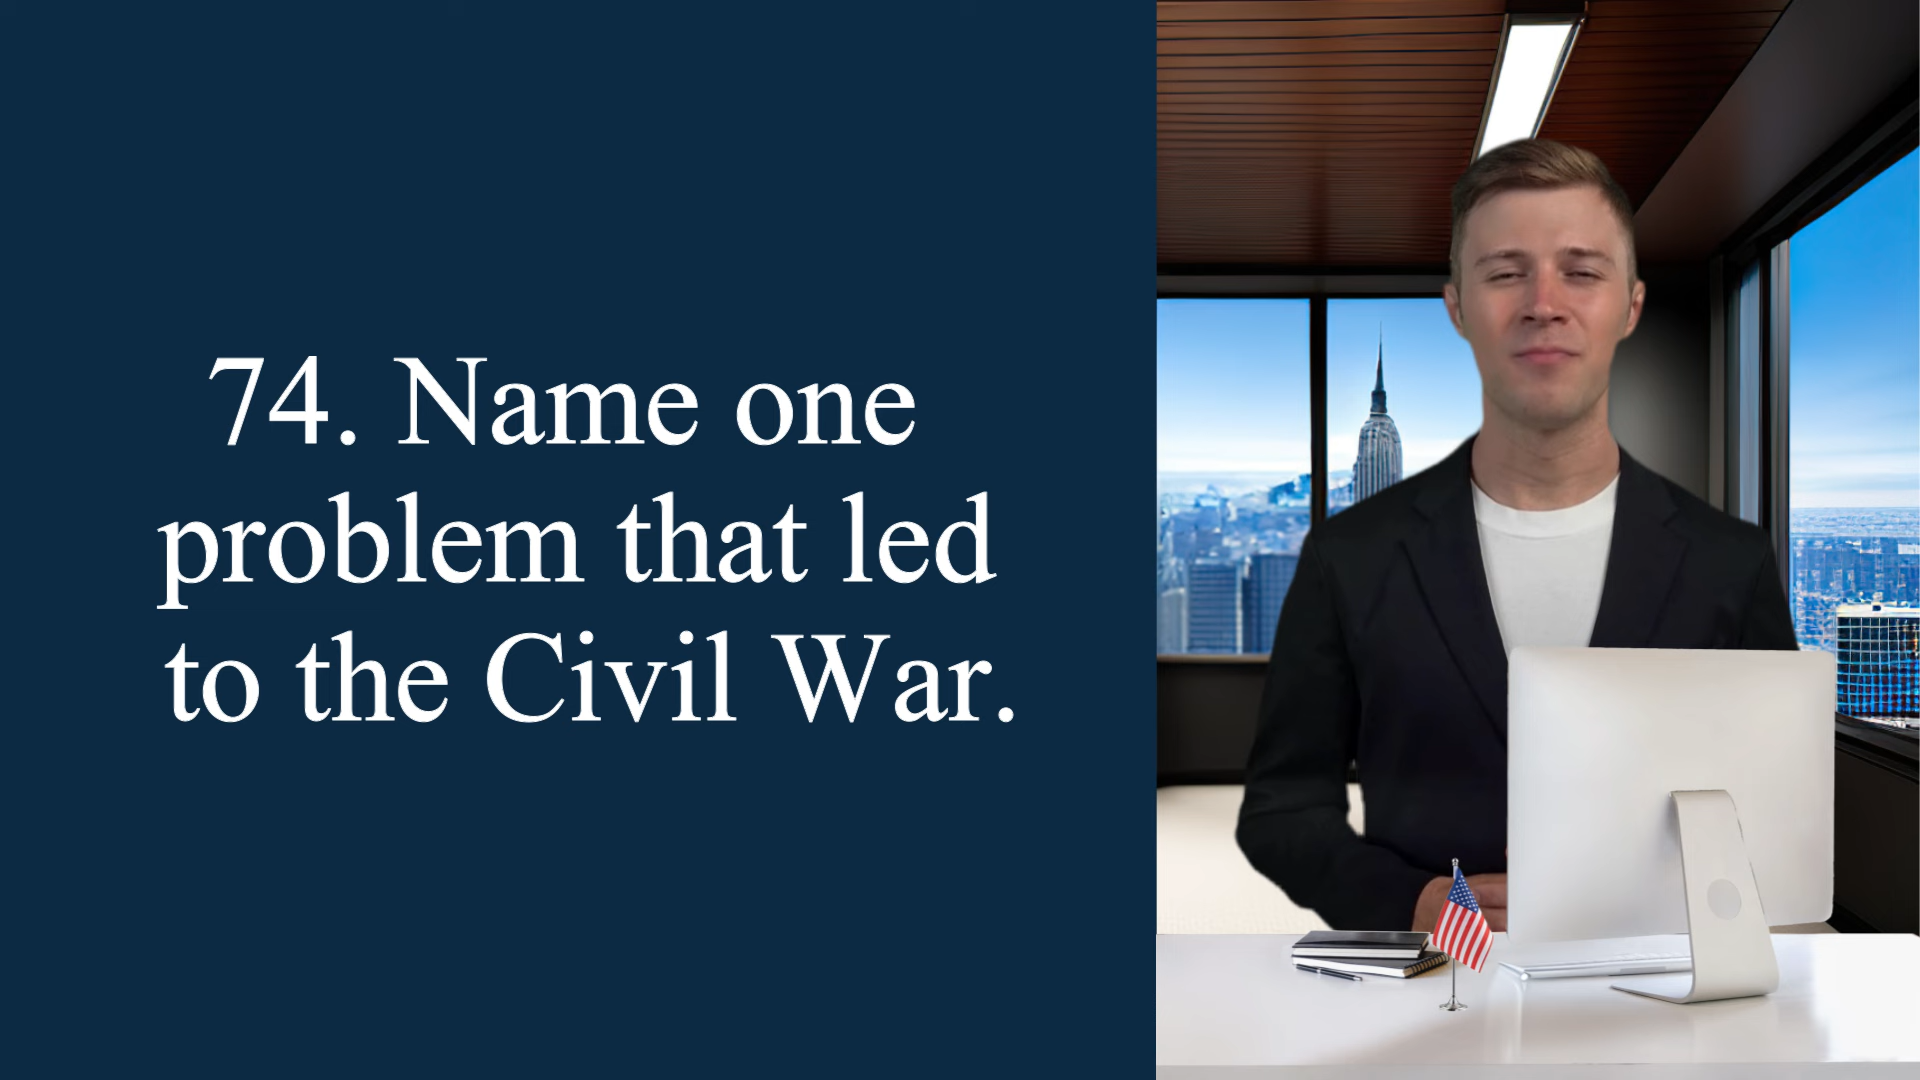 74. Name one
problem that led
to the Civil War.